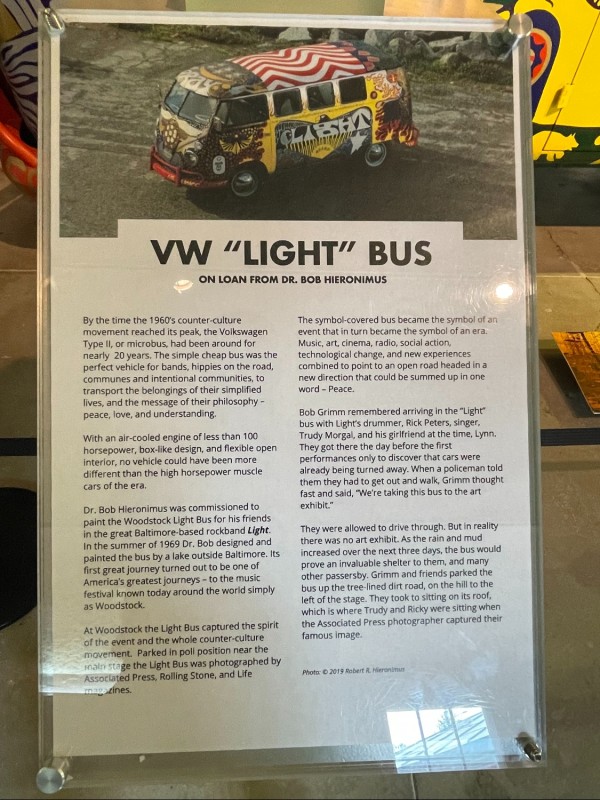 LIGHT
VW “LIGHT” BUS
ON LOAN FROM DR. BOB HIERONIMUS
By the time the 1960's counter-culture
movement reached its peak, the Volkswagen
Type II, or microbus, had been around for
nearly 20 years. The simple cheap bus was the
perfect vehicle for bands, hippies on the road,
communes and intentional communities, to
transport the belongings of their simplified
lives, and the message of their philosophy –
peace, love, and understanding.
With an air-cooled engine of less than 100
horsepower, box-like design, and flexible open
interior, no vehicle could have been more
different than the high horsepower muscle
cars of the era.
Dr. Bob Hieronimus was commissioned to
paint the Woodstock Light Bus for his friends
in the great Baltimore-based rockband Light.
In the summer of 1969 Dr. Bob designed and
painted the bus by a lake outside Baltimore. Its
first great journey turned out to be one of
America's greatest journeys – to the music
festival known today around the world simply
as Woodstock.
At Woodstock the Light Bus captured the spirit
of the event and the whole counter-culture
movement. Parked in poll position near the
main stage the Light Bus was photographed by
Associated Press, Rolling Stone, and Life
magazines.
The symbol-covered bus became the symbol of an
event that in turn became the symbol of an era.
Music, art, cinema, radio, social action,
technological change, and new experiences
combined to point to an open road headed in a
new direction that could be summed up in one
word – Peace.
Bob Grimm remembered arriving in the “Light”
bus with Light's drummer, Rick Peters, singer,
Trudy Morgal, and his girlfriend at the time, Lynn.
They got there the day before the first
performances only to discover that cars were
already being turned away. When a policeman told
them they had to get out and walk, Grimm thought
fast and said, “We're taking this bus to the art
exhibit.”
They were allowed to drive through. But in reality
there was no art exhibit. As the rain and mud
increased over the next three days, the bus would
prove an invaluable shelter to them, and many
other passersby. Grimm and friends parked the
bus up the tree-lined dirt road, on the hill to the
left of the stage. They took to sitting on its roof,
which is where Trudy and Ricky were sitting when
the Associated Press photographer captured their
famous image.
Photo: © 2019 Robert R. Hieronimus